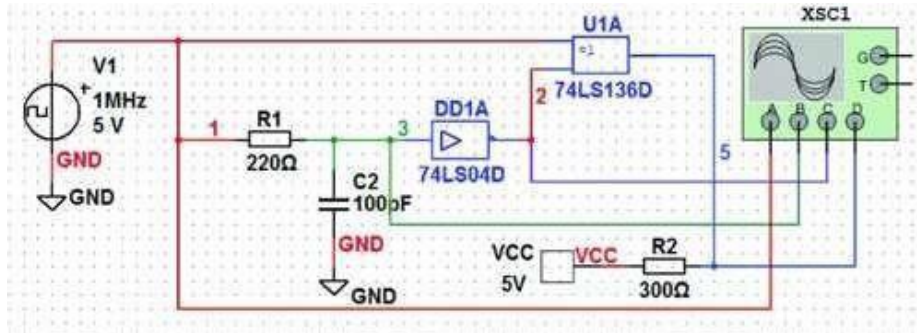 U1A
XSC1
V1
1MHz
5 V
GND
GND
1
R1
220Ω
3
DD1A
74LS04D
2
=1
74LS136D
5
G
T
A B C D
C2
100pF
GND
GND
VCC
5V
VCC
R2
300Ω